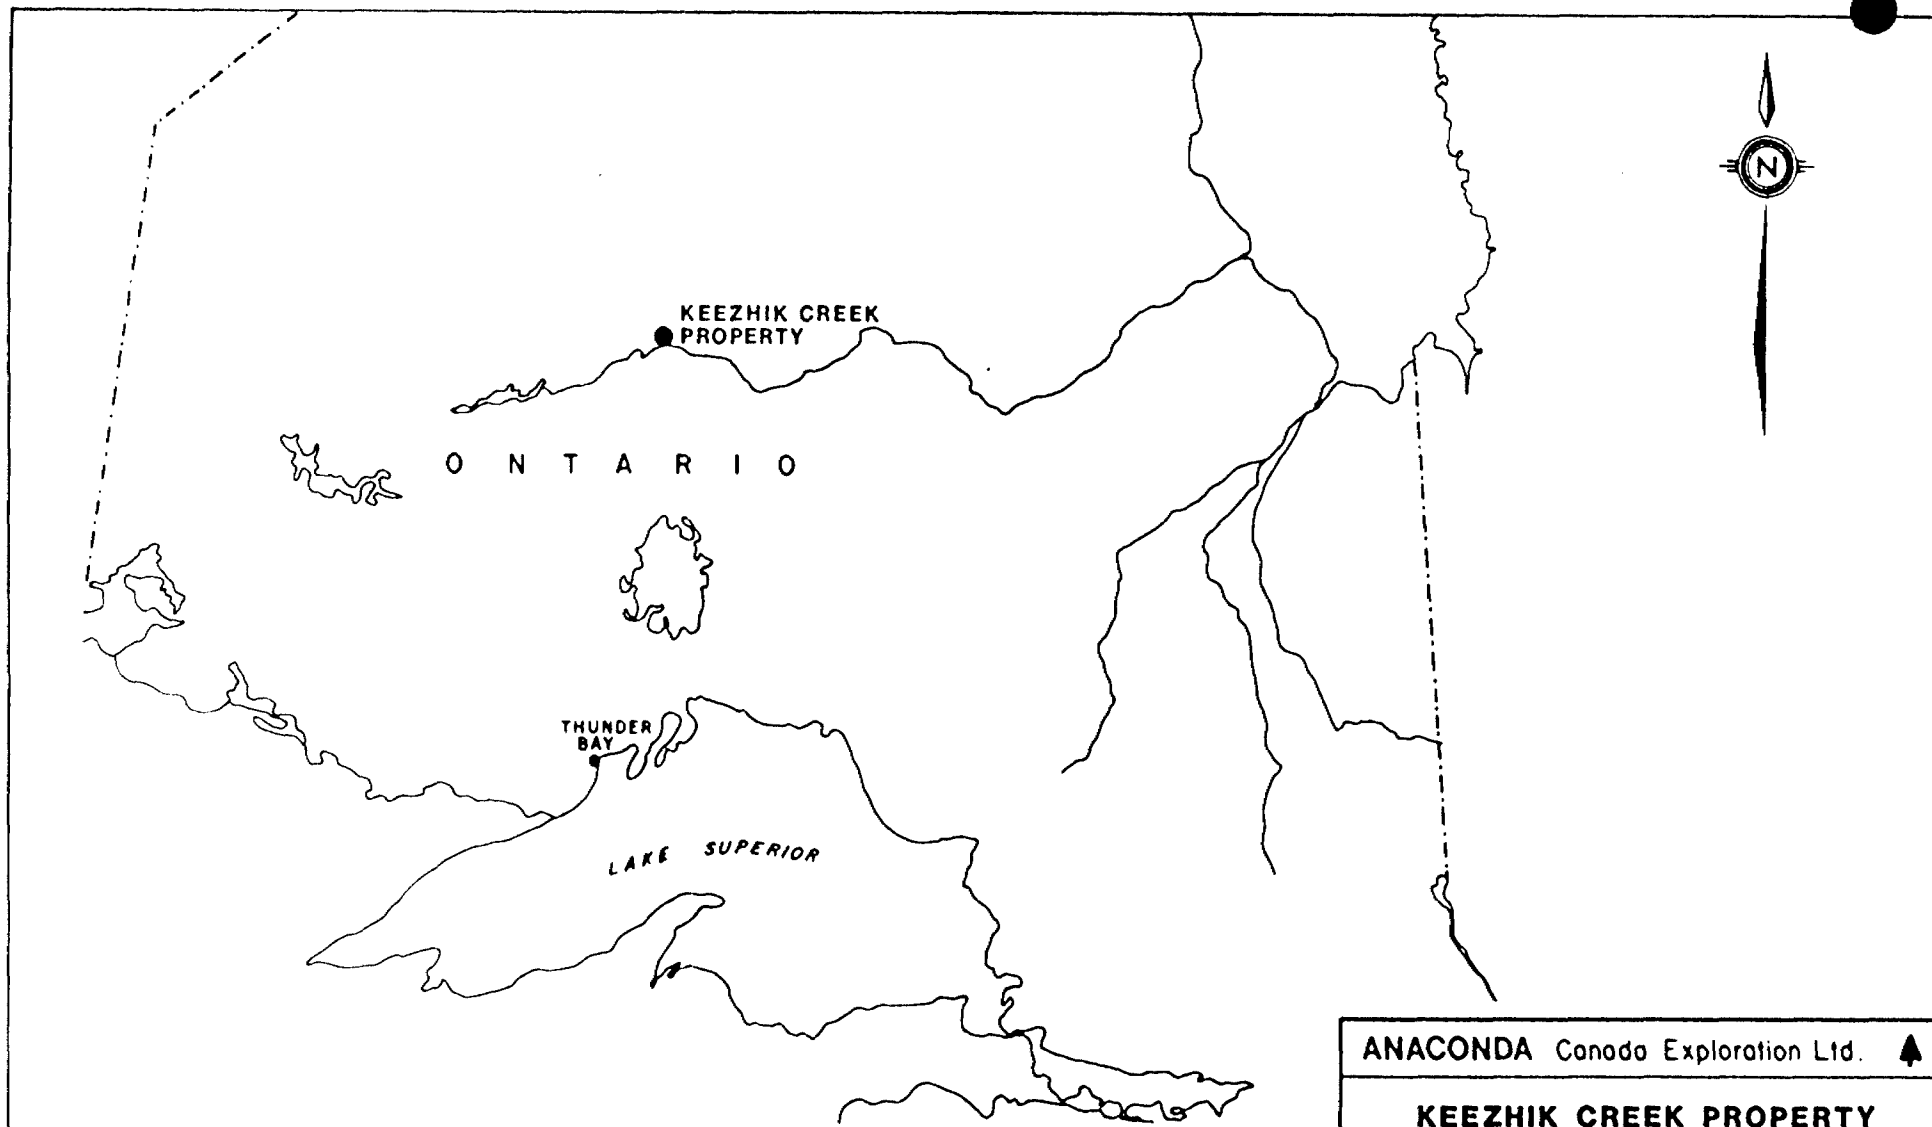 N
KEEZHIK CREEK
PROPERTY
O N T A R I O
THUNDER
BAY
LAKE SUPERIOR
ANACONDA Canada Exploration Ltd.
KEEZHIK CREEK PROPERTY